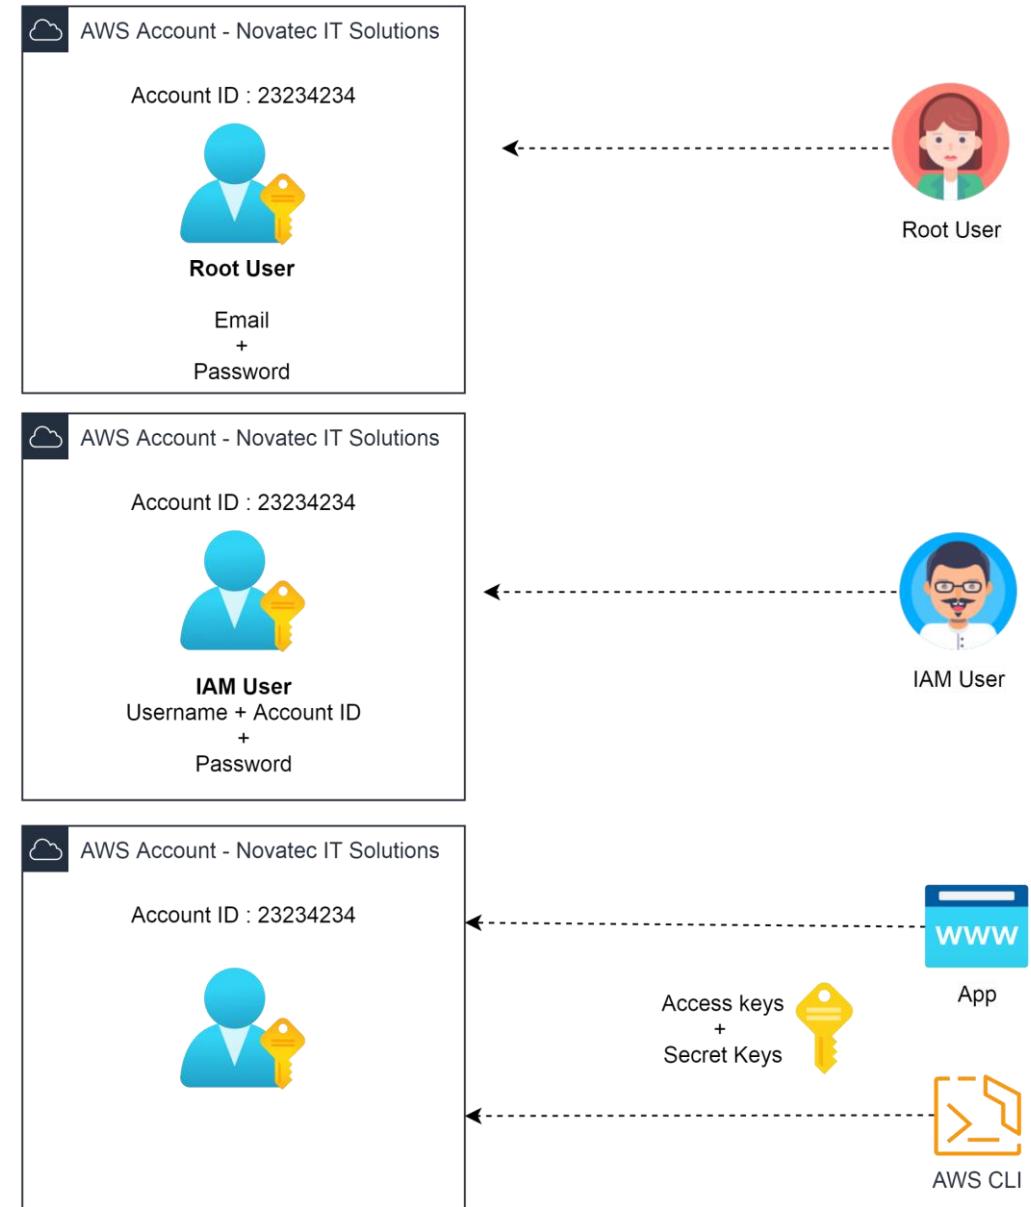 AWS Account - Novatec IT Solutions
Account ID : 23234234
Root User
Email
+
Password
Root User
AWS Account - Novatec IT Solutions
Account ID : 23234234
IAM User
Username + Account ID
+
Password
IAM User
AWS Account - Novatec IT Solutions
Account ID : 23234234
www
App
Access keys
+
Secret Keys
AWS CLI